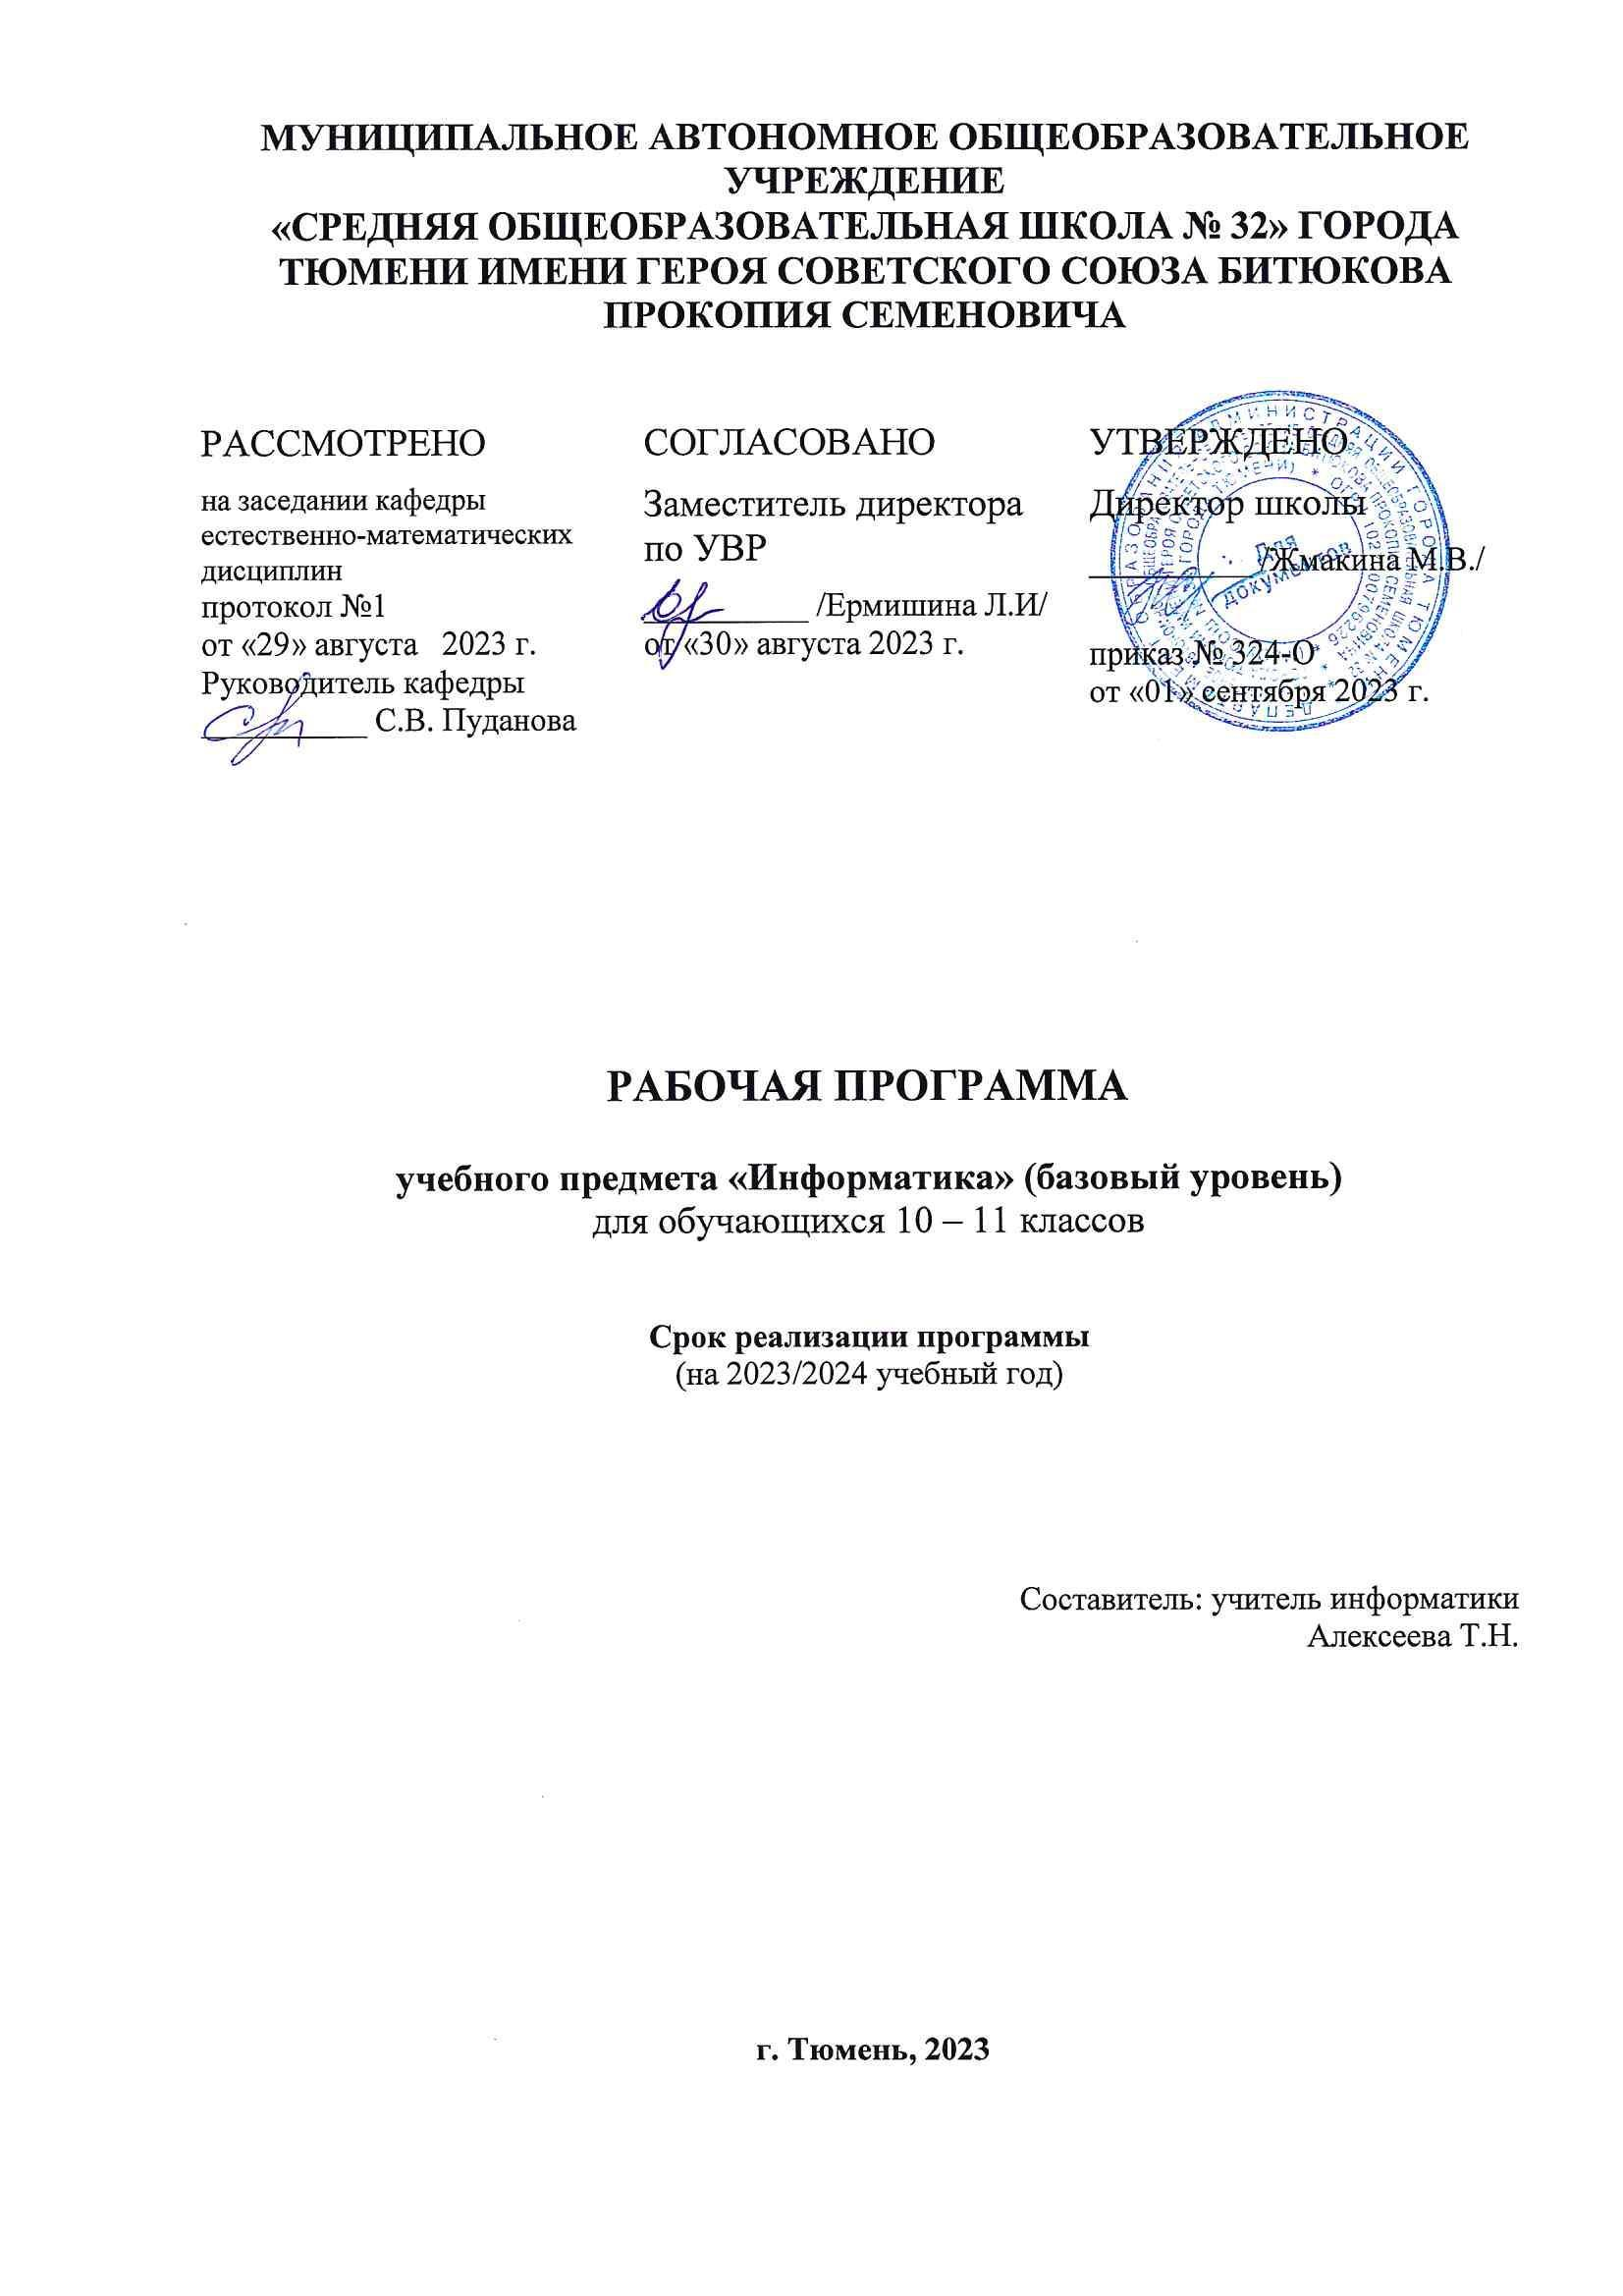 МУНИЦИПАЛЬНОЕ АВТОНОМНОЕ ОБЩЕОБРАЗОВАТЕЛЬНОЕ
УЧРЕЖДЕНИЕ
«СРЕДНЯЯ ОБЩЕОБРАЗОВАТЕЛЬНАЯ ШКОЛА № 32» ГОРОДА
ТЮМЕНИ ИМЕНИ ГЕРОЯ СОВЕТСКОГО СОЮЗА БИТЮКОВА
ПРОКОПИЯ СЕМЕНОВИЧА
РАССМОТРЕНО
на заседании кафедры
естественно-математических
дисциплин
протокол №1
от «29» августа 2023 г.
Руководитель кафедры
С.В. Пуданова
СОГЛАСОВАНО
Заместитель директора
по УВР
/Ермишина Л.И/
от «30» августа 2023 г.
УТВЕРЖДЕНО
Директор школы
/Жмакина М.В./
приказ № 324-О
от «01» сентября 2023 г.
Для
документов
РАБОЧАЯ ПРОГРАММА
учебного предмета «Информатика» (базовый уровень)
для обучающихся 10 – 11 классов
Срок реализации программы
(на 2023/2024 учебный год)
Составитель: учитель информатики
Алексеева Т.Н.
г. Тюмень, 2023